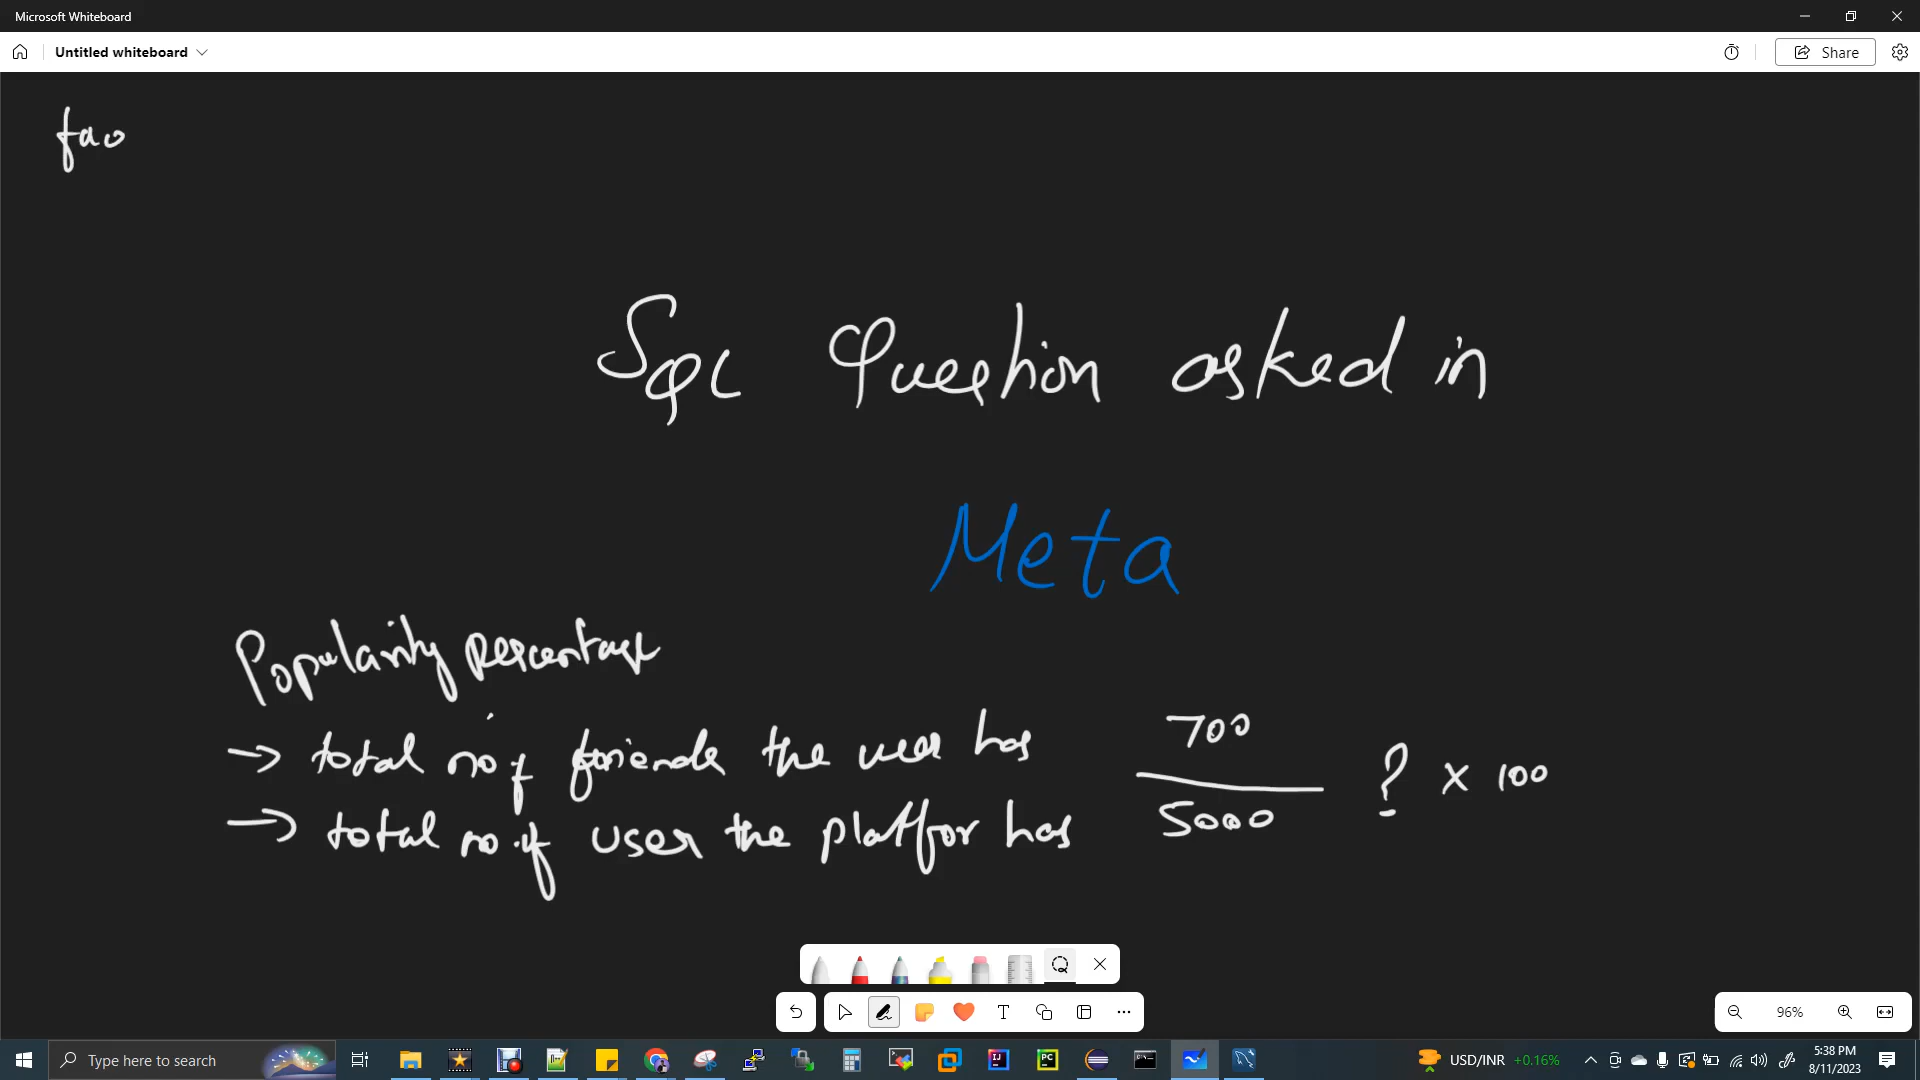 Microsoft Whiteboard
Untitled whiteboard
Share
fao
SQL Question asked in
Meta
Popularity percentage
→ total no of friends the user has
→ total no. of user the platfor has
700
5000
? x 100
96%
Type here to search
USD/INR +0.16%
5:38 PM
8/11/2023